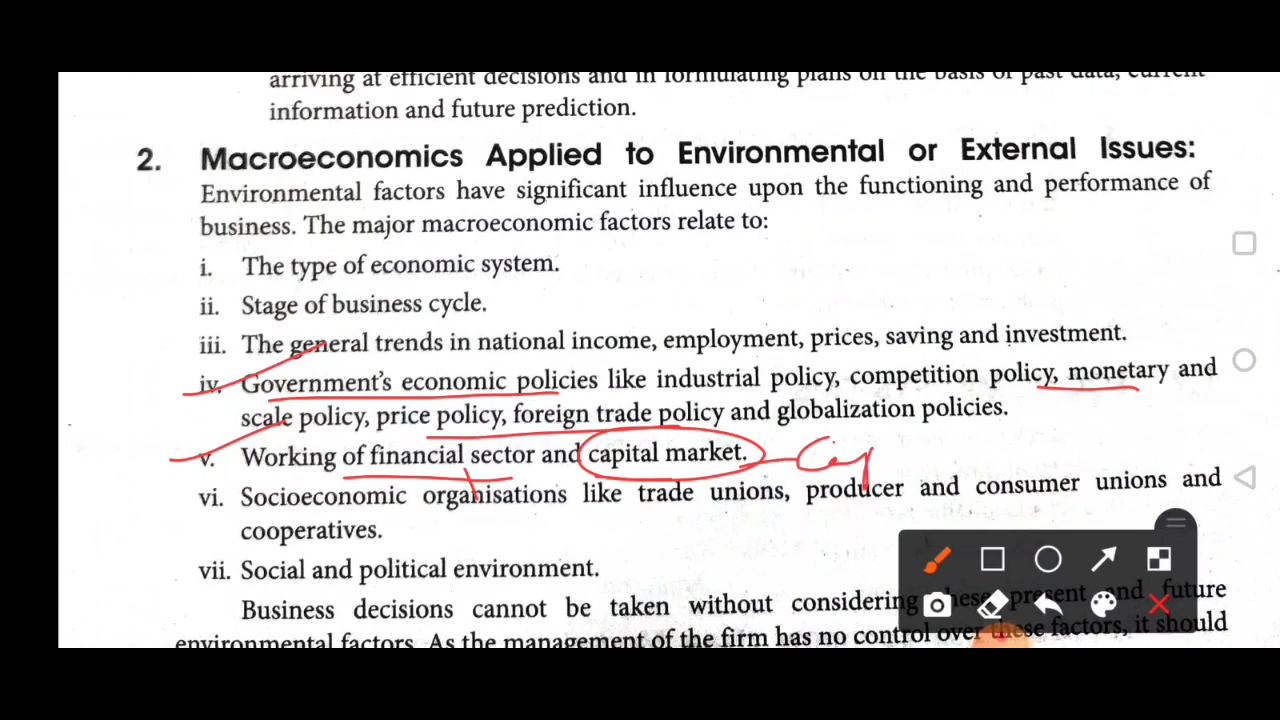 arriving at efficient decisions and in formulating plans on the basis of past data, current
information and future prediction.
2. Macroeconomics Applied to Environmental or External Issues:
Environmental factors have significant influence upon the functioning and performance of
business. The major macroeconomic factors relate to:
i. The type of economic system.
ii. Stage of business cycle.
iii. The general trends in national income, employment, prices, saving and investment.
iv. Government's economic policies like industrial policy, competition policy, monetary and
scale policy, price policy, foreign trade policy and globalization policies.
v. Working of financial sector and capital market. Cap
vi. Socioeconomic organisations like trade unions, producer and consumer unions and
cooperatives.
vii. Social and political environment.
Business decisions cannot be taken without considering these present and future
environmental factors. As the management of the firm has no control over these factors, it should